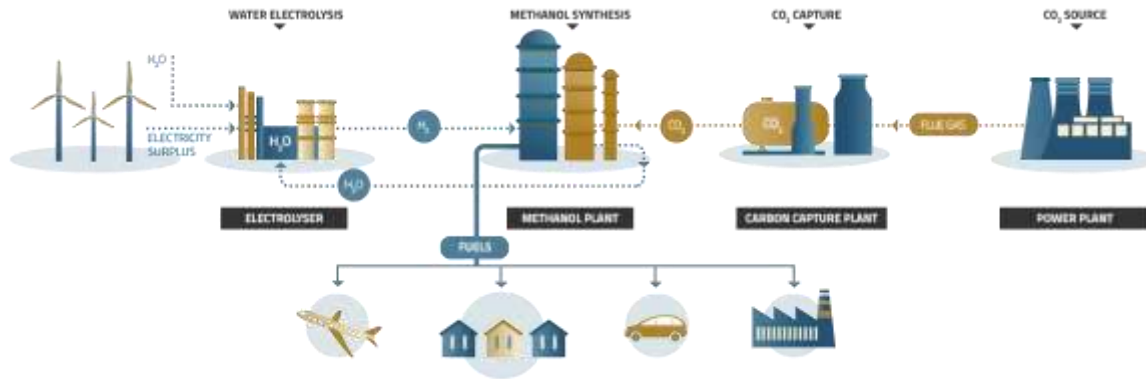 WATER ELECTROLYSIS
METHANOL SYNTHESIS
CO₂ CAPTURE
CO₂ SOURCE
H₂O
ELECTRICITY
SURPLUS
H₂O
H₂
CO₂
CO₂
FLUE GAS
H₂O
ELECTROLYSER
METHANOL PLANT
CARBON CAPTURE PLANT
POWER PLANT
FUELS